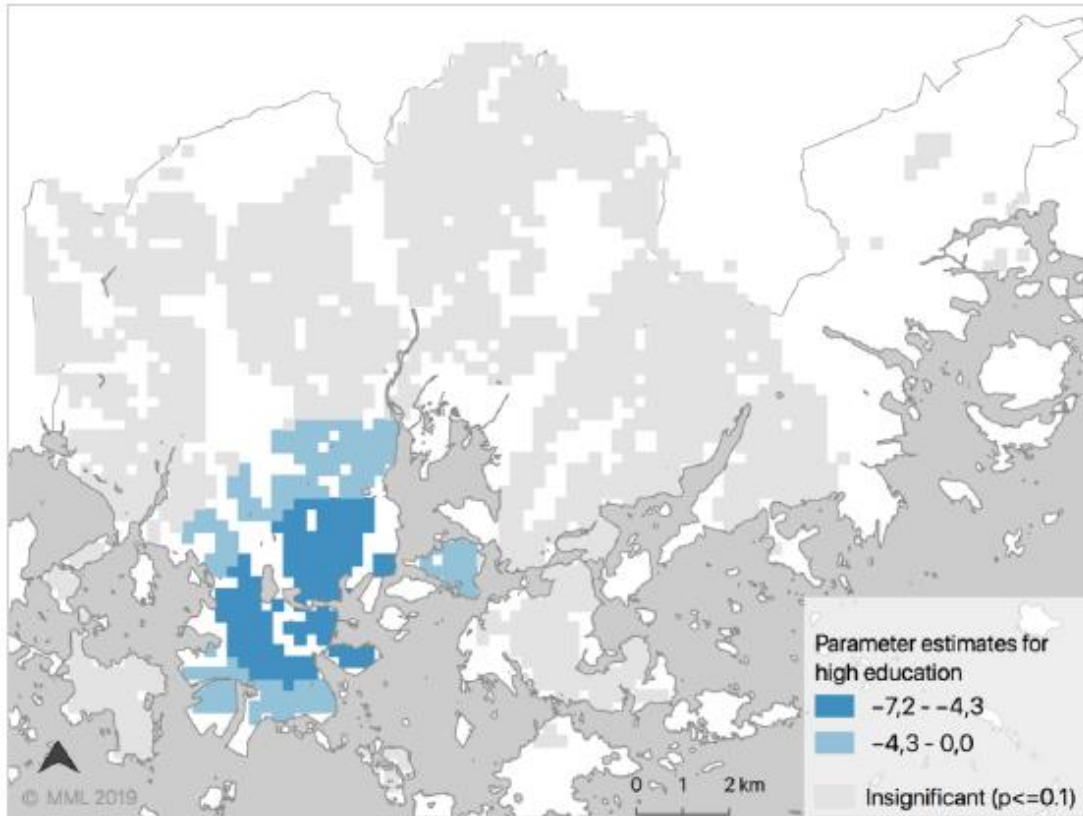 Parameter estimates for
high education
−7,2 - −4,3
−4,3 - 0,0
Insignificant (p<=0.1)
0 1 2 km
© MML 2019